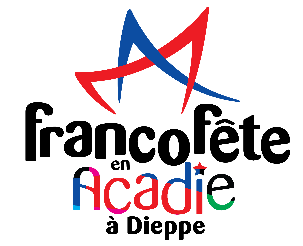 francofête
en
Acadie
à Dieppe